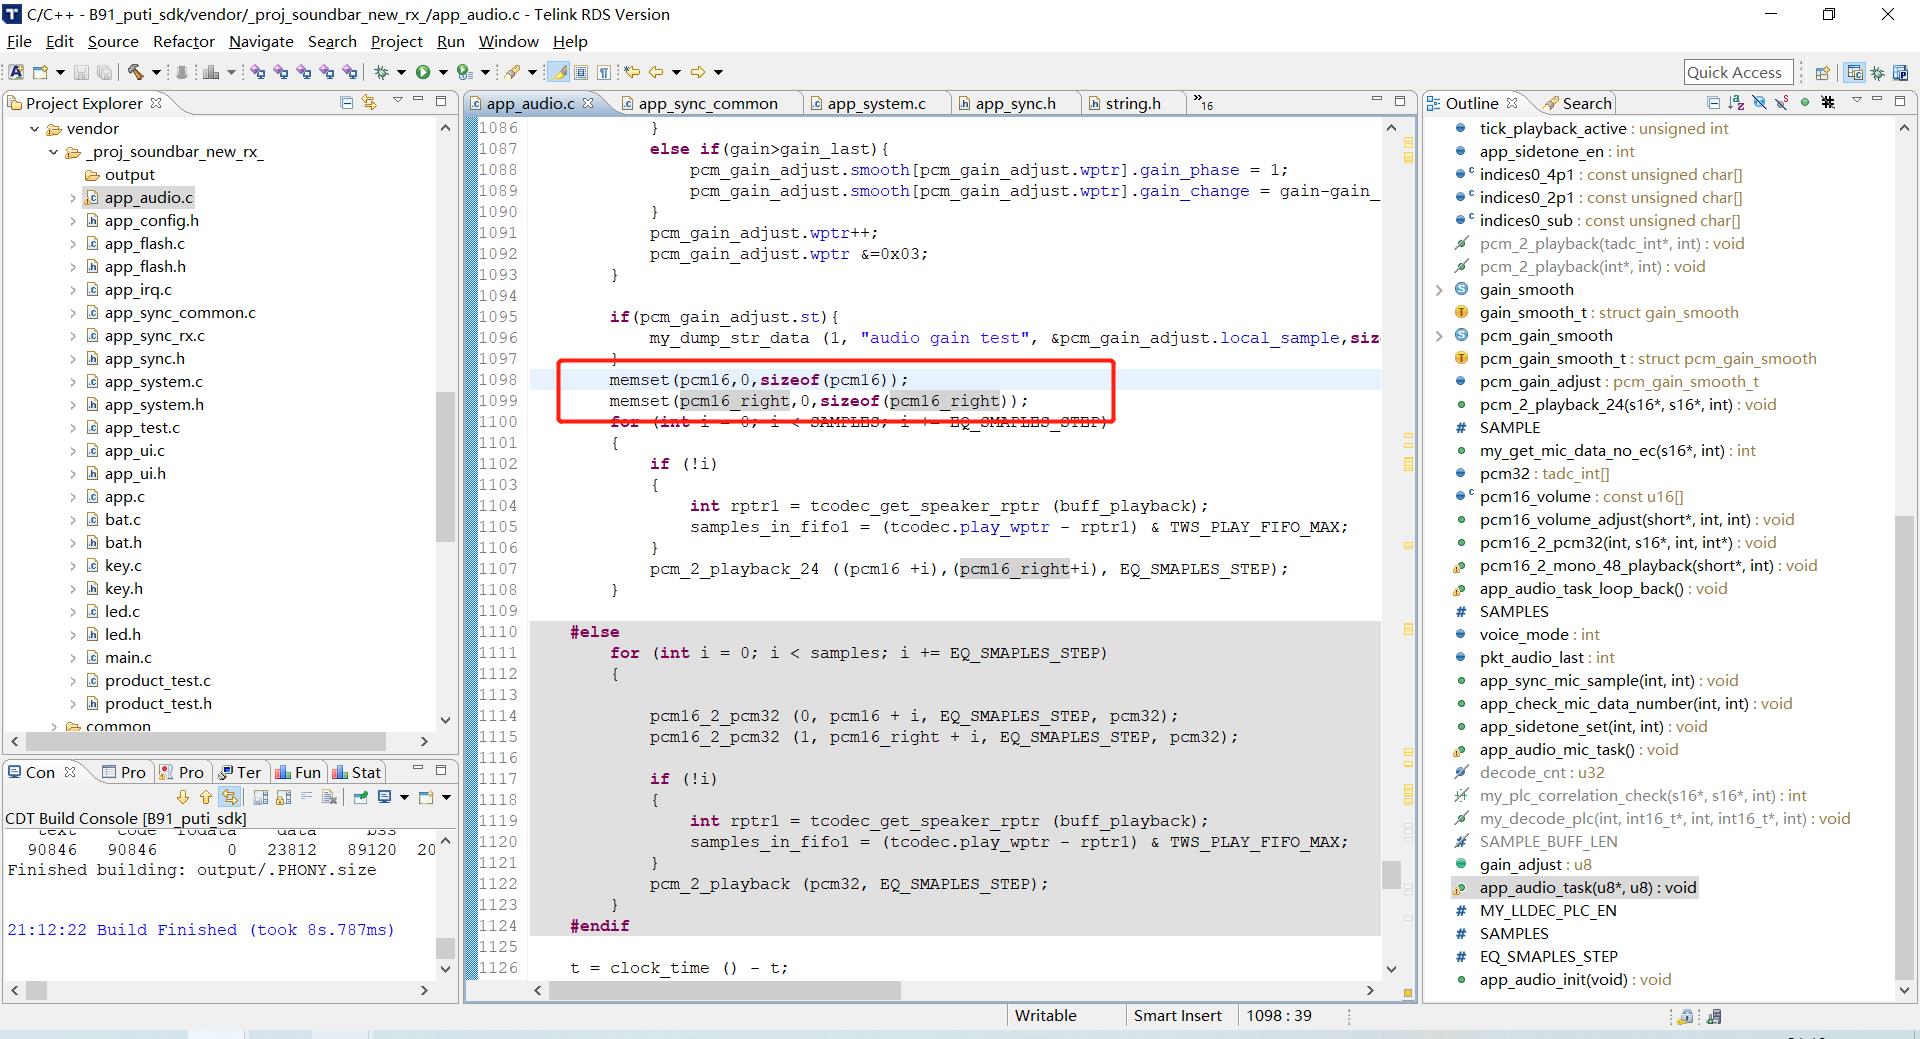 C/C++ - B91_puti_sdk/vendor/_proj_soundbar_new_rx_/app_audio.c - Telink RDS Version
File Edit Source Refactor Navigate Search Project Run Window Help
Quick Access
Project Explorer
vendor
_proj_soundbar_new_rx_
output
app_audio.c
app_config.h
app_flash.c
app_flash.h
app_irq.c
app_sync_common.c
app_sync_rx.c
app_sync.h
app_system.c
app_system.h
app_test.c
app_ui.c
app_ui.h
app.c
bat.c
bat.h
key.c
key.h
led.c
led.h
main.c
product_test.c
product_test.h
common
Con Pro Pro Ter Fun Stat
CDT Build Console [B91_puti_sdk]
text code rodata data bss
90846 90846 0 23812 89120 20
Finished building: output/.PHONY.size
21:12:22 Build Finished (took 8s.787ms)
app_audio.c app_sync_common app_system.c app_sync.h string.h »16
1086 }
1087 else if(gain>gain_last){
1088 pcm_gain_adjust.smooth[pcm_gain_adjust.wptr].gain_phase = 1;
1089 pcm_gain_adjust.smooth[pcm_gain_adjust.wptr].gain_change = gain-gain_
1090 }
1091 pcm_gain_adjust.wptr++;
1092 pcm_gain_adjust.wptr &=0x03;
1093 }
1094
1095 if(pcm_gain_adjust.st){
1096 my_dump_str_data (1, "audio gain test", &pcm_gain_adjust.local_sample,siz
1097 }
1098 memset(pcm16,0,sizeof(pcm16));
1099 memset(pcm16_right,0,sizeof(pcm16_right));
1100 for (int i = 0; i < SAMPLES; i += EQ_SMAPLES_STEP)
1101 {
1102 if (!i)
1103 {
1104 int rptr1 = tcodec_get_speaker_rptr (buff_playback);
1105 samples_in_fifo1 = (tcodec.play_wptr - rptr1) & TWS_PLAY_FIFO_MAX;
1106 }
1107 pcm_2_playback_24 ((pcm16 +i),(pcm16_right+i), EQ_SMAPLES_STEP);
1108 }
1109
1110 #else
1111 for (int i = 0; i < samples; i += EQ_SMAPLES_STEP)
1112 {
1113
1114 pcm16_2_pcm32 (0, pcm16 + i, EQ_SMAPLES_STEP, pcm32);
1115 pcm16_2_pcm32 (1, pcm16_right + i, EQ_SMAPLES_STEP, pcm32);
1116
1117 if (!i)
1118 {
1119 int rptr1 = tcodec_get_speaker_rptr (buff_playback);
1120 samples_in_fifo1 = (tcodec.play_wptr - rptr1) & TWS_PLAY_FIFO_MAX;
1121 }
1122 pcm_2_playback (pcm32, EQ_SMAPLES_STEP);
1123 }
1124 #endif
1125
1126 t = clock_time () - t;
Outline Search
tick_playback_active : unsigned int
app_sidetone_en : int
indices0_4p1 : const unsigned char[]
indices0_2p1 : const unsigned char[]
indices0_sub : const unsigned char[]
pcm_2_playback(tadc_int*, int) : void
pcm_2_playback(int*, int) : void
gain_smooth
gain_smooth_t : struct gain_smooth
pcm_gain_smooth
pcm_gain_smooth_t : struct pcm_gain_smooth
pcm_gain_adjust : pcm_gain_smooth_t
pcm_2_playback_24(s16*, s16*, int) : void
SAMPLE
my_get_mic_data_no_ec(s16*, int) : int
pcm32 : tadc_int[]
pcm16_volume : const u16[]
pcm16_volume_adjust(short*, int, int) : void
pcm16_2_pcm32(int, s16*, int, int*) : void
pcm16_2_mono_48_playback(short*, int) : void
app_audio_task_loop_back() : void
SAMPLES
voice_mode : int
pkt_audio_last : int
app_sync_mic_sample(int, int) : void
app_check_mic_data_number(int, int) : void
app_sidetone_set(int, int) : void
app_audio_mic_task() : void
decode_cnt : u32
my_plc_correlation_check(s16*, s16*, int) : int
my_decode_plc(int, int16_t*, int, int16_t*, int) : void
SAMPLE_BUFF_LEN
gain_adjust : u8
app_audio_task(u8*, u8) : void
MY_LLDEC_PLC_EN
SAMPLES
EQ_SMAPLES_STEP
app_audio_init(void) : void
Writable Smart Insert 1098 : 39